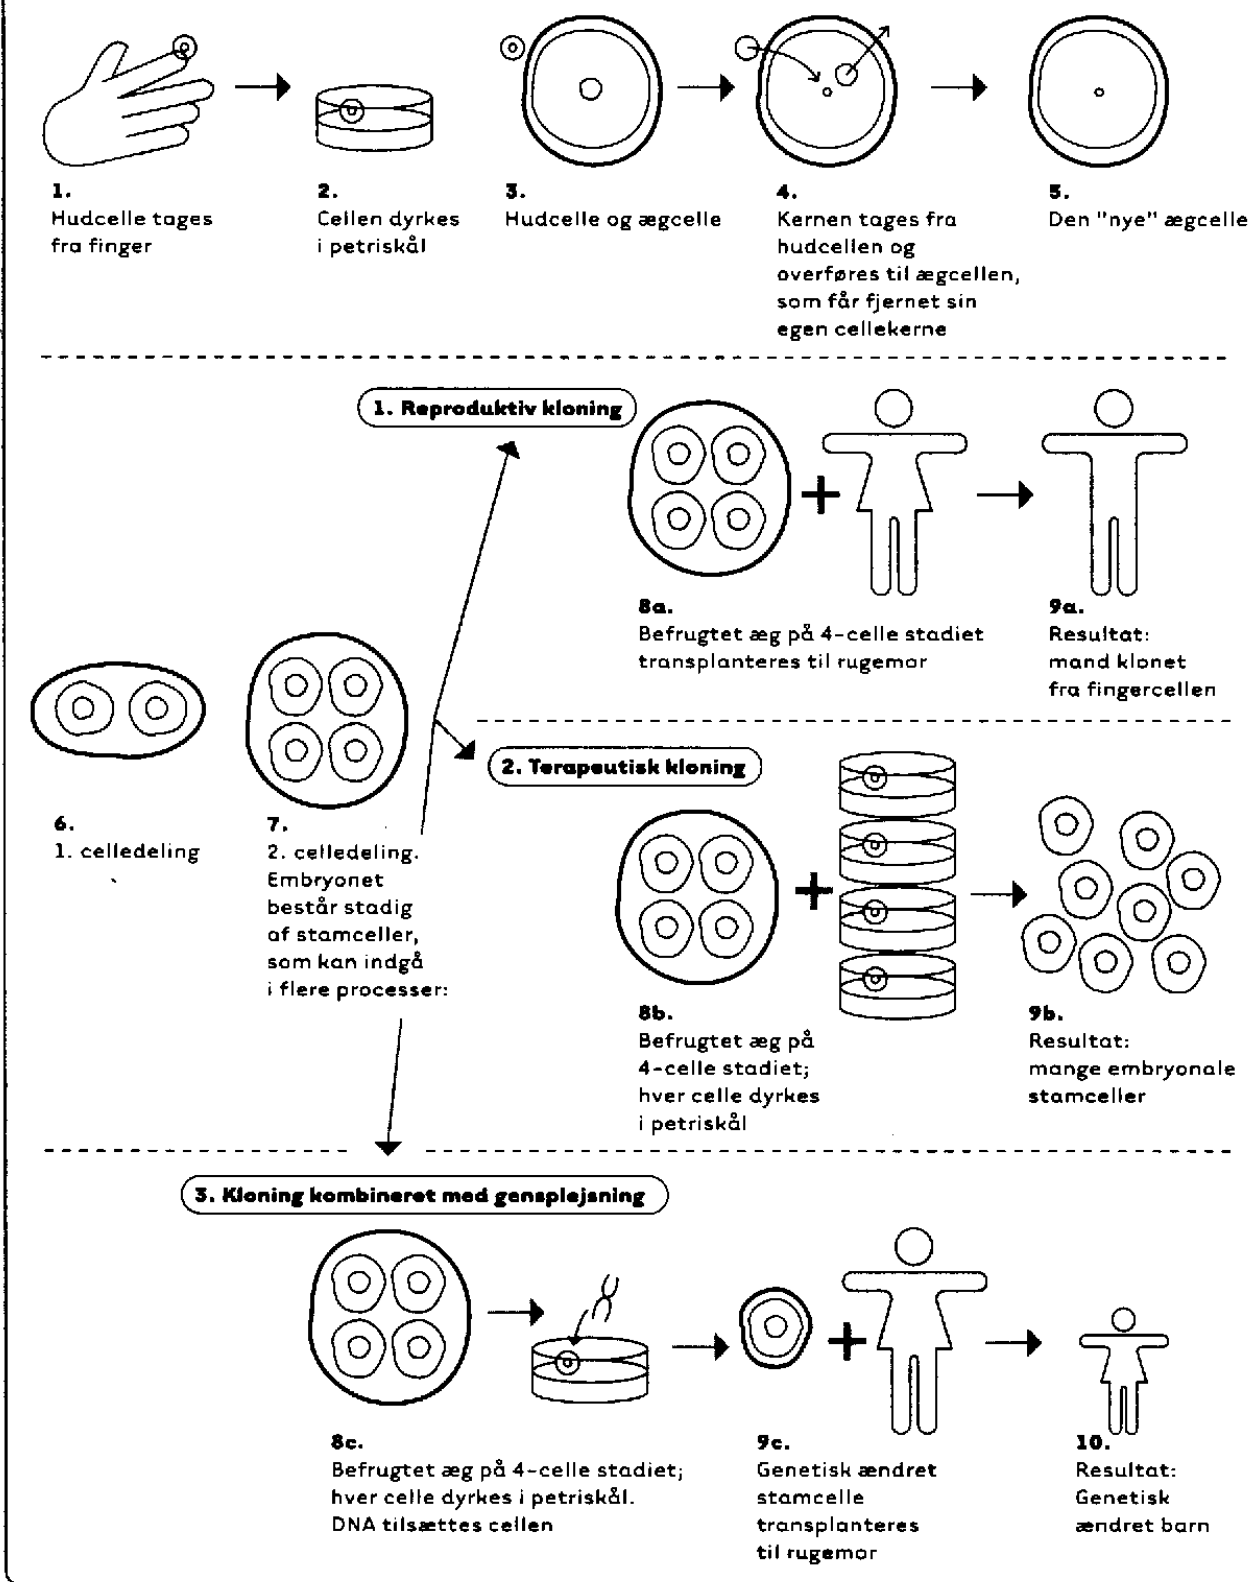 1.
Hudcelle tages
fra finger
2.
Cellen dyrkes
i petriskål
3.
Hudcelle og ægcelle
4.
Kernen tages fra
hudcellen og
overføres til ægcellen,
som får fjernet sin
egen cellekerne
5.
Den "nye" ægcelle
1. Reproduktiv kloning
8a.
Befrugtet æg på 4-celle stadiet
transplanteres til rugemor
9a.
Resultat:
mand klonet
fra fingercellen
6.
1. celledeling
7.
2. celledeling.
Embryonet
består stadig
af stamceller,
som kan indgå
i flere processer:
2. Terapeutisk kloning
8b.
Befrugtet æg på
4-celle stadiet;
hver celle dyrkes
i petriskål
9b.
Resultat:
mange embryonale
stamceller
3. Kloning kombineret med gensplejsning
8c.
Befrugtet æg på 4-celle stadiet;
hver celle dyrkes i petriskål.
DNA tilsættes cellen
9c.
Genetisk ændret
stamcelle
transplanteres
til rugemor
10.
Resultat:
Genetisk
ændret barn